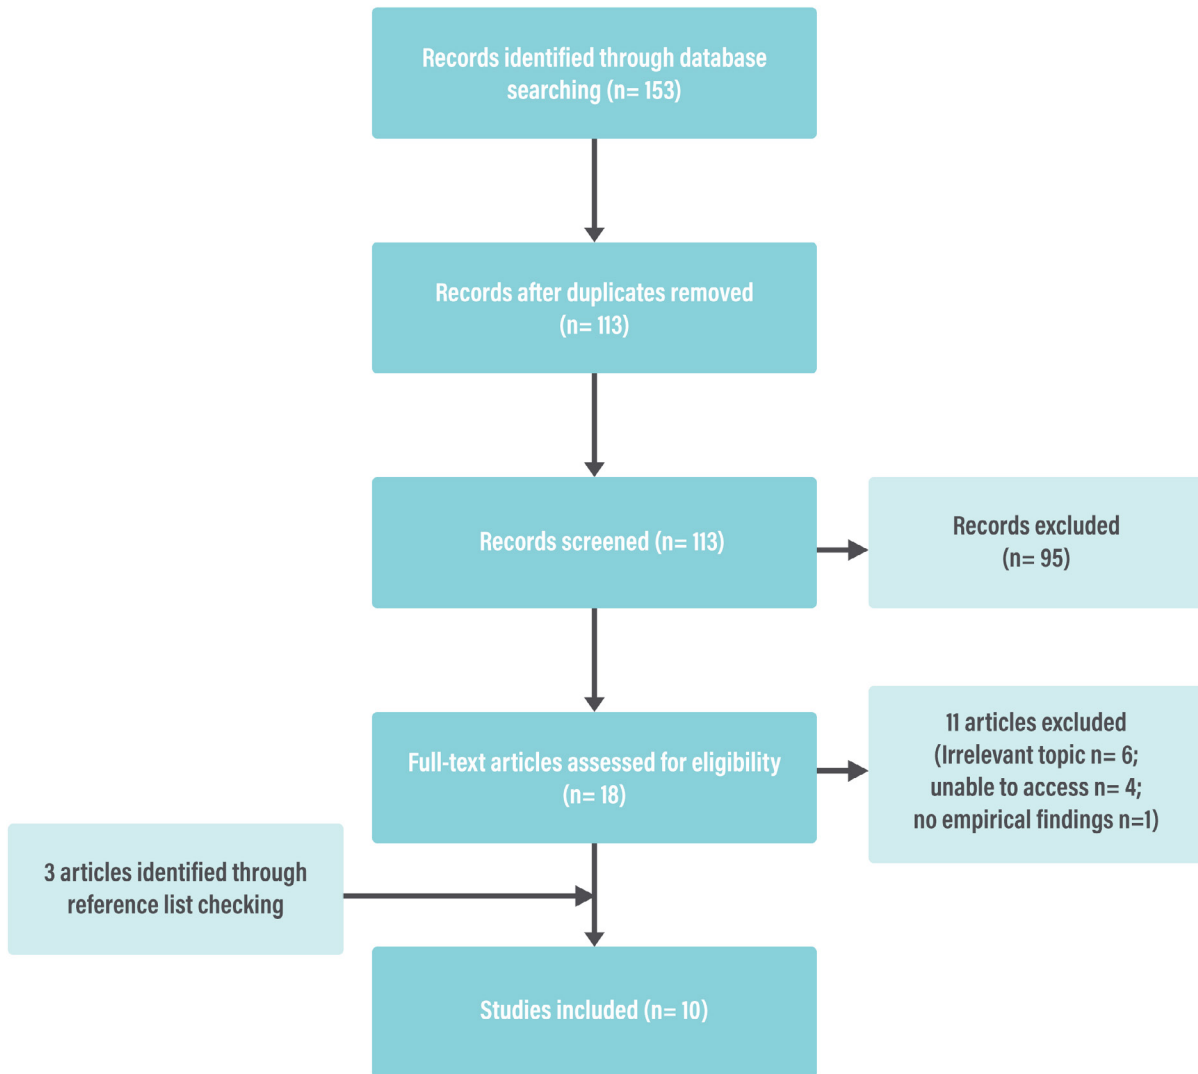 Records identified through database
searching (n= 153)
Records after duplicates removed
(n= 113)
Records screened (n= 113)
Records excluded
(n= 95)
Full-text articles assessed for eligibility
(n= 18)
11 articles excluded
(Irrelevant topic n= 6;
unable to access n= 4;
no empirical findings n=1)
3 articles identified through
reference list checking
Studies included (n= 10)